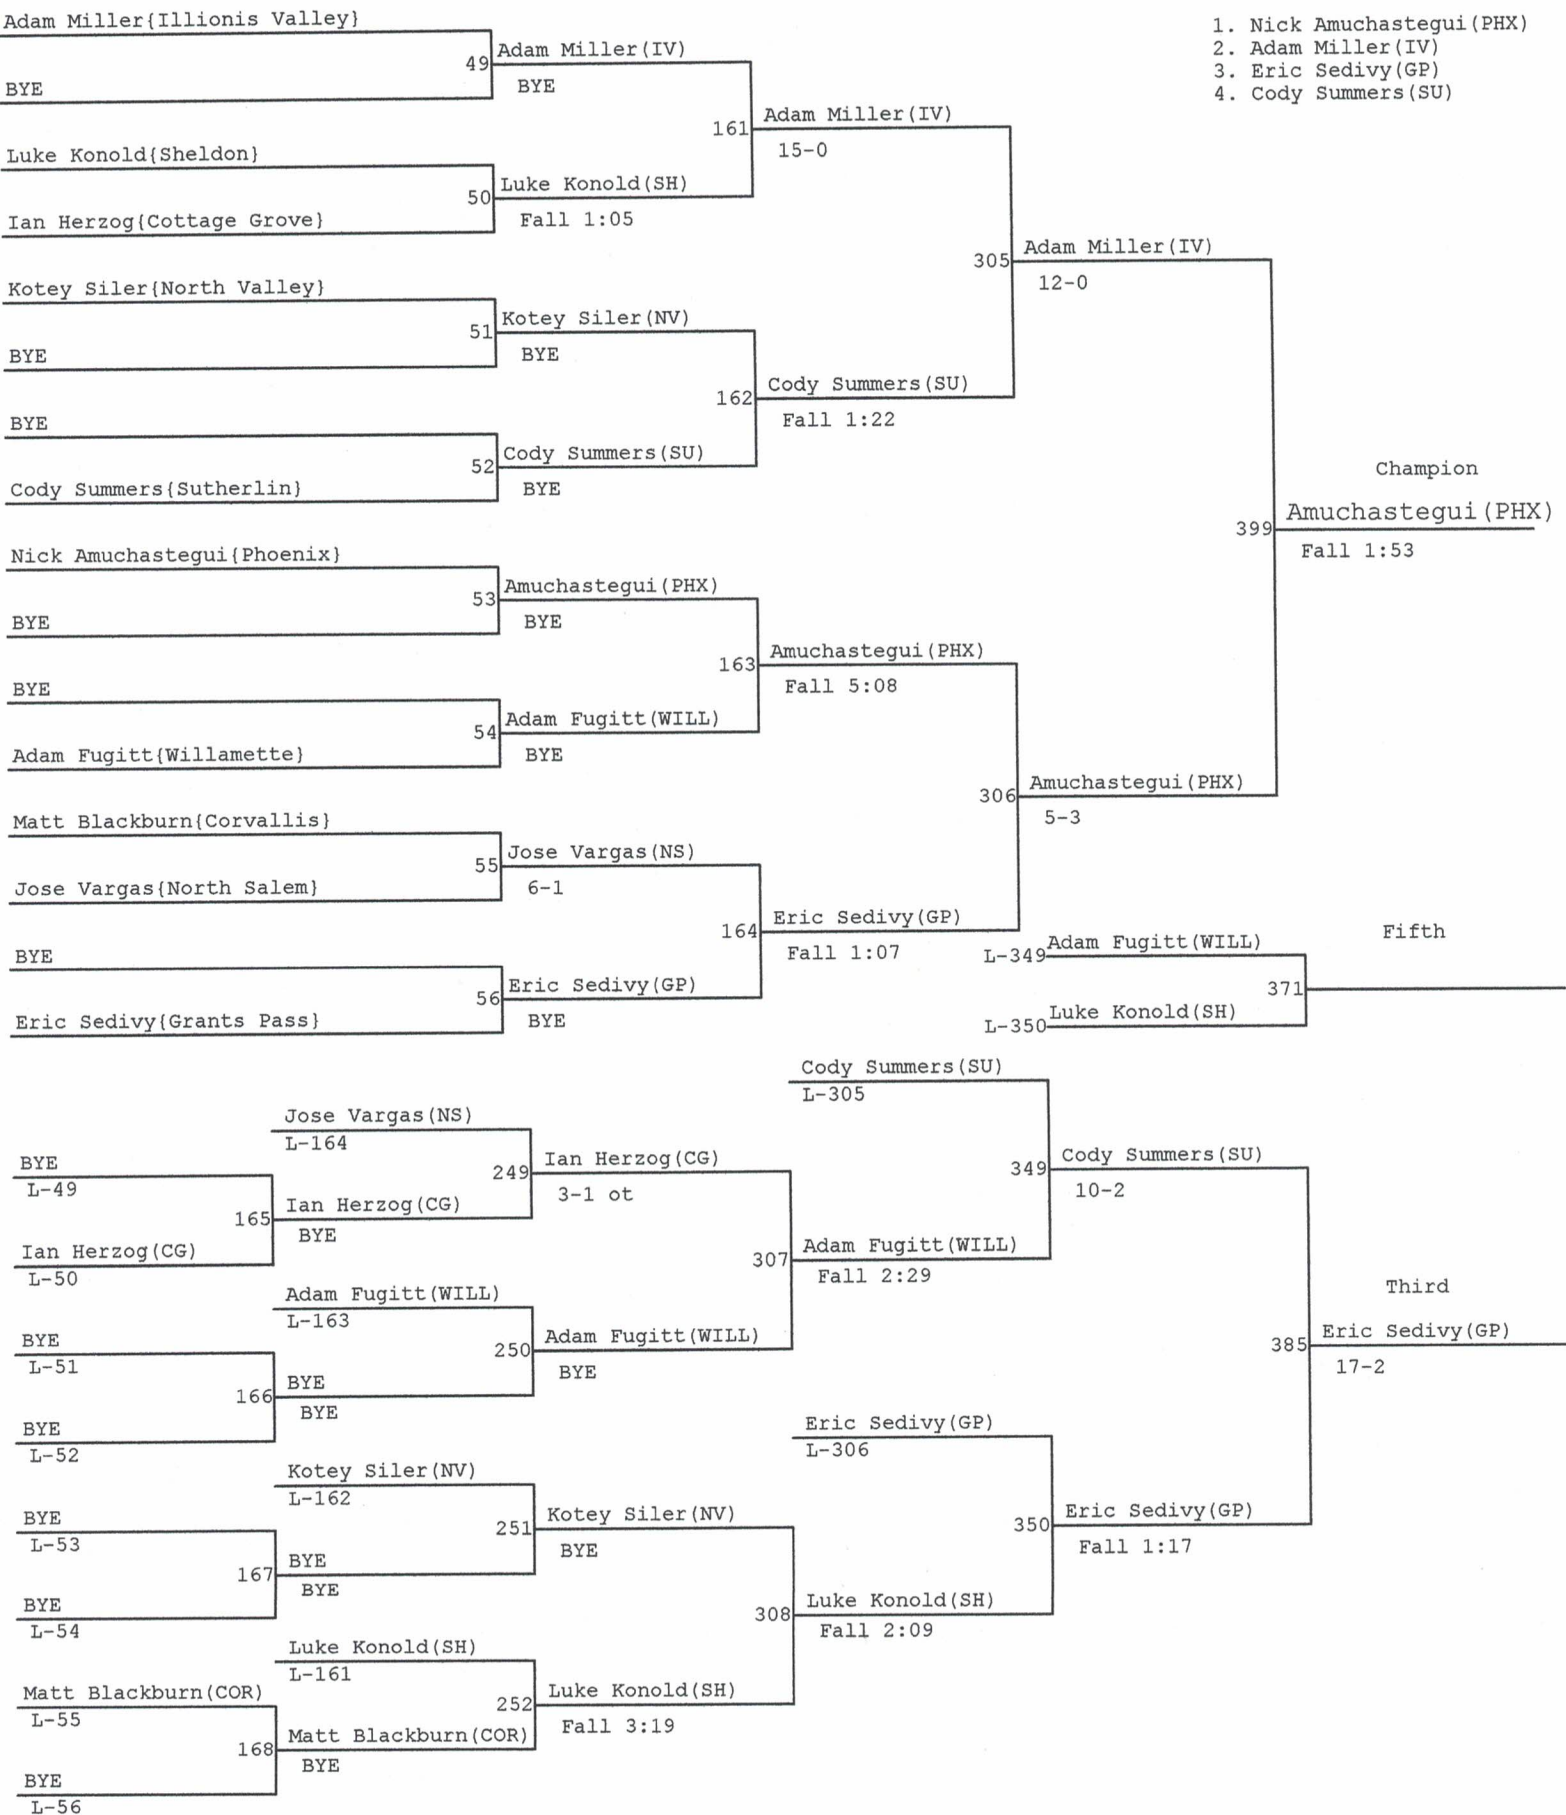 Adam Miller{Illionis Valley}
1. Nick Amuchastegui(PHX)
2. Adam Miller(IV)
3. Eric Sedivy(GP)
4. Cody Summers(SU)
49
Adam Miller(IV)
BYE
BYE
161
Adam Miller(IV)
15-0
Luke Konold{Sheldon}
50
Luke Konold(SH)
Fall 1:05
Ian Herzog{Cottage Grove}
305
Adam Miller(IV)
12-0
Kotey Siler{North Valley}
51
Kotey Siler(NV)
BYE
BYE
162
Cody Summers(SU)
Fall 1:22
BYE
52
Cody Summers(SU)
BYE
Cody Summers{Sutherlin}
Champion
399
Amuchastegui(PHX)
Fall 1:53
Nick Amuchastegui{Phoenix}
53
Amuchastegui(PHX)
BYE
BYE
163
Amuchastegui(PHX)
Fall 5:08
BYE
54
Adam Fugitt(WILL)
BYE
Adam Fugitt{Willamette}
306
Amuchastegui(PHX)
5-3
Matt Blackburn{Corvallis}
55
Jose Vargas(NS)
6-1
Jose Vargas{North Salem}
164
Eric Sedivy(GP)
Fall 1:07
BYE
56
Eric Sedivy(GP)
BYE
Eric Sedivy{Grants Pass}
Fifth
L-349
Adam Fugitt(WILL)
371
L-350
Luke Konold(SH)
Cody Summers(SU)
L-305
Jose Vargas(NS)
L-164
BYE
L-49
249
Ian Herzog(CG)
3-1 ot
349
Cody Summers(SU)
10-2
165
Ian Herzog(CG)
BYE
Ian Herzog(CG)
L-50
307
Adam Fugitt(WILL)
Fall 2:29
Adam Fugitt(WILL)
L-163
BYE
L-51
250
Adam Fugitt(WILL)
BYE
166
BYE
BYE
BYE
L-52
Third
385
Eric Sedivy(GP)
17-2
Eric Sedivy(GP)
L-306
Kotey Siler(NV)
L-162
BYE
L-53
251
Kotey Siler(NV)
BYE
350
Eric Sedivy(GP)
Fall 1:17
167
BYE
BYE
BYE
L-54
308
Luke Konold(SH)
Fall 2:09
Luke Konold(SH)
L-161
Matt Blackburn(COR)
L-55
252
Luke Konold(SH)
Fall 3:19
168
Matt Blackburn(COR)
BYE
BYE
L-56